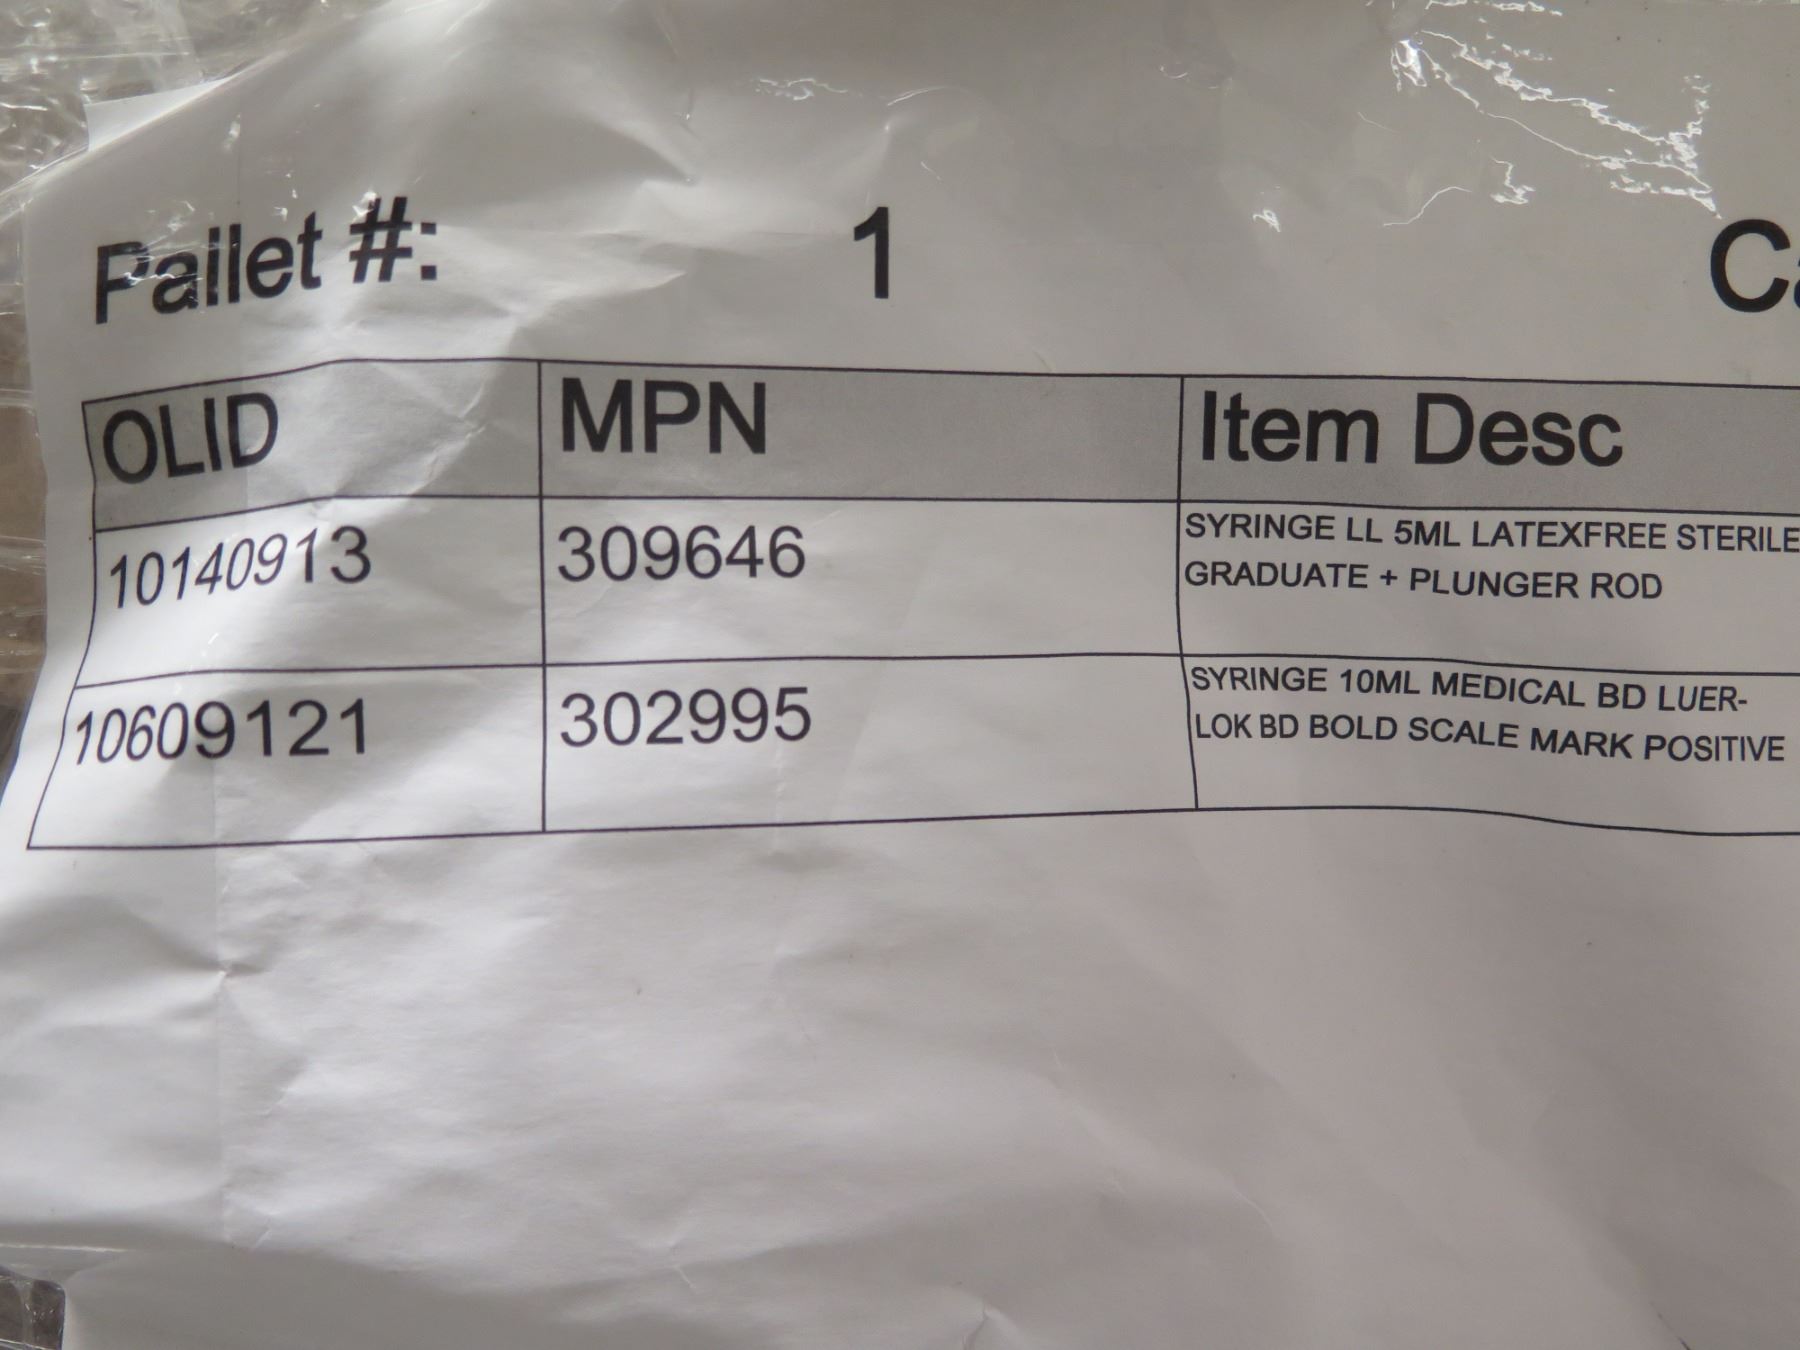 Pallet #: 1
OLID MPN Item Desc
10140913 309646 SYRINGE LL 5ML LATEXFREE STERILE
GRADUATE + PLUNGER ROD
10609121 302995 SYRINGE 10ML MEDICAL BD LUER-
LOK BD BOLD SCALE MARK POSITIVE